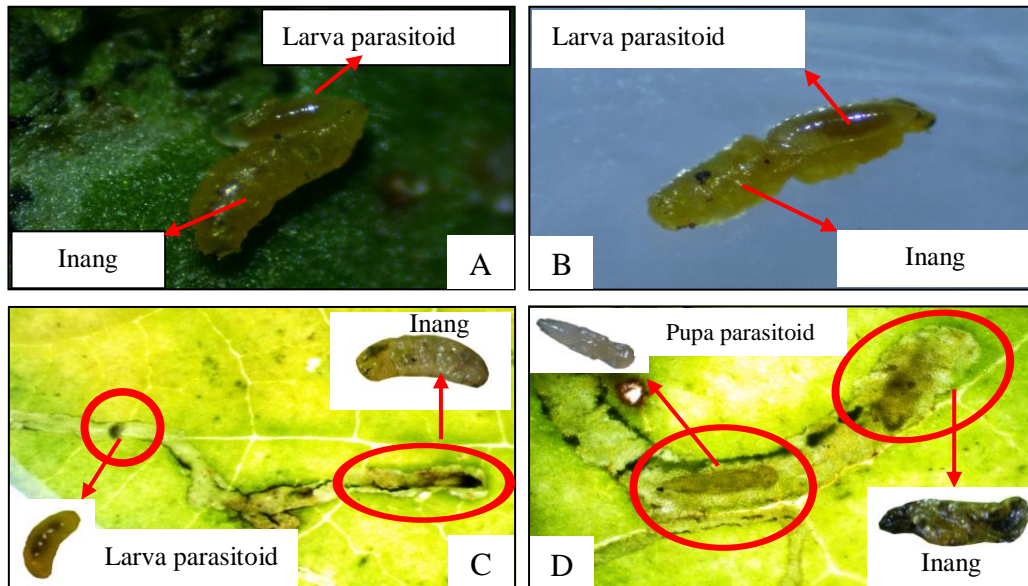 Larva parasitoid
Inang
A
Larva parasitoid
Inang
B
Inang
Larva parasitoid
C
Pupa parasitoid
Inang
D